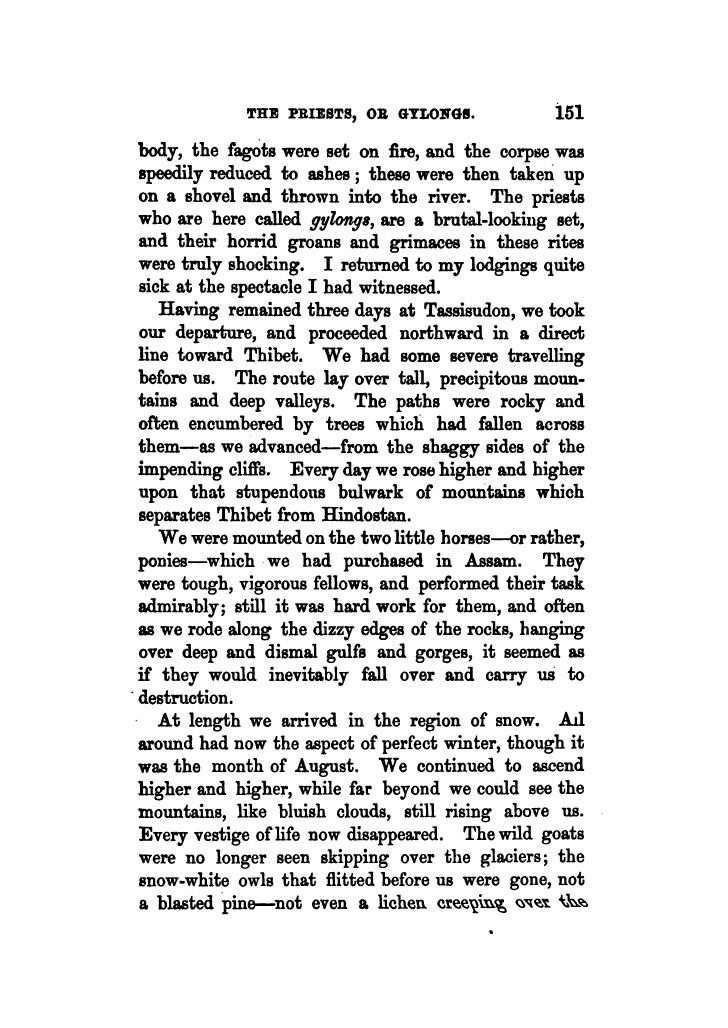 THE PRIESTS, OR GYLONGS. 151
body, the fagots were set on fire, and the corpse was
speedily reduced to ashes; these were then taken up
on a shovel and thrown into the river. The priests
who are here called gylongs, are a brutal-looking set,
and their horrid groans and grimaces in these rites
were truly shocking. I returned to my lodgings quite
sick at the spectacle I had witnessed.
Having remained three days at Tassisudon, we took
our departure, and proceeded northward in a direct
line toward Thibet. We had some severe travelling
before us. The route lay over tall, precipitous moun-
tains and deep valleys. The paths were rocky and
often encumbered by trees which had fallen across
them—as we advanced—from the shaggy sides of the
impending cliffs. Every day we rose higher and higher
upon that stupendous bulwark of mountains which
separates Thibet from Hindostan.
We were mounted on the two little horses—or rather,
ponies—which we had purchased in Assam. They
were tough, vigorous fellows, and performed their task
admirably; still it was hard work for them, and often
as we rode along the dizzy edges of the rocks, hanging
over deep and dismal gulfs and gorges, it seemed as
if they would inevitably fall over and carry us to
destruction.
At length we arrived in the region of snow. All
around had now the aspect of perfect winter, though it
was the month of August. We continued to ascend
higher and higher, while far beyond we could see the
mountains, like bluish clouds, still rising above us.
Every vestige of life now disappeared. The wild goats
were no longer seen skipping over the glaciers; the
snow-white owls that flitted before us were gone, not
a blasted pine—not even a lichen creeping over the